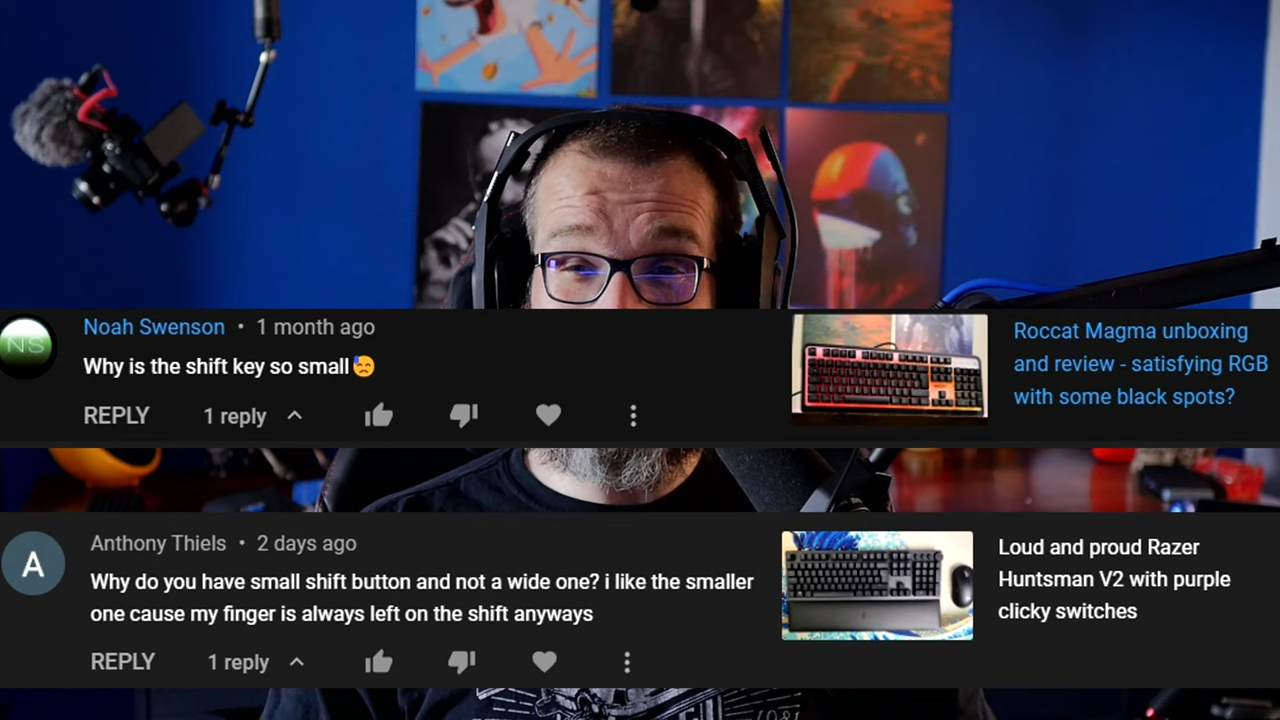 NS
Noah Swenson • 1 month ago
Why is the shift key so small😓
REPLY 1 reply
Roccat Magma unboxing
and review - satisfying RGB
with some black spots?
A
Anthony Thiels • 2 days ago
Why do you have small shift button and not a wide one? i like the smaller
one cause my finger is always left on the shift anyways
REPLY 1 reply
Loud and proud Razer
Huntsman V2 with purple
clicky switches
1981